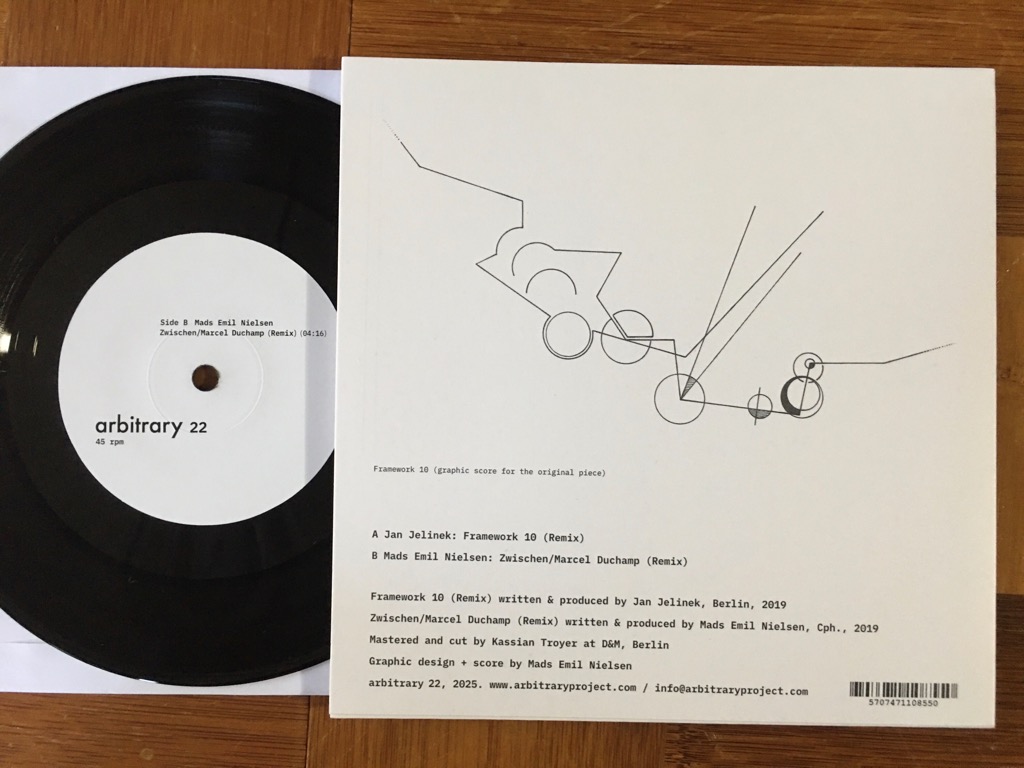 Side B Mads Emil Nielsen
Zwischen/Marcel Duchamp (Remix) (04:16)
arbitrary 22
45 rpm
Framework 10 (graphic score for the original piece)
A Jan Jelinek: Framework 10 (Remix)
B Mads Emil Nielsen: Zwischen/Marcel Duchamp (Remix)
Framework 10 (Remix) written & produced by Jan Jelinek, Berlin, 2019
Zwischen/Marcel Duchamp (Remix) written & produced by Mads Emil Nielsen, Cph., 2019
Mastered and cut by Kassian Troyer at D&M, Berlin
Graphic design + score by Mads Emil Nielsen
arbitrary 22, 2025. www.arbitraryproject.com / info@arbitraryproject.com
5707471108550